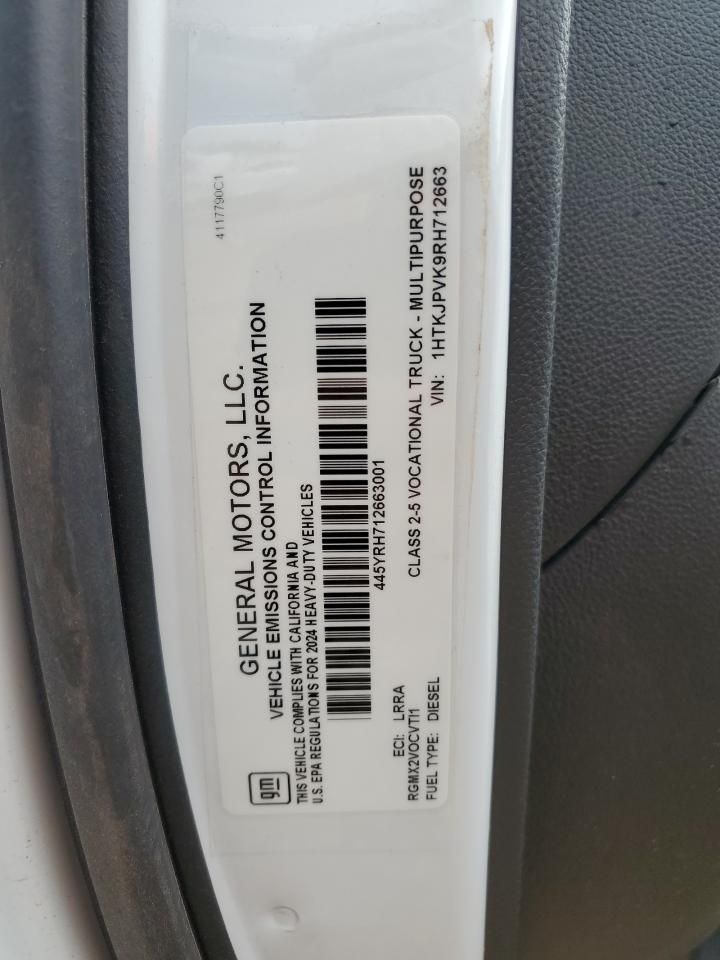 4117790C1
gm
GENERAL MOTORS, LLC.
VEHICLE EMISSIONS CONTROL INFORMATION
THIS VEHICLE COMPLIES WITH CALIFORNIA AND
U.S. EPA REGULATIONS FOR 2024 HEAVY-DUTY VEHICLES
445YRH712663001
ECI: LRRA
RGMX2VOCVTI1
FUEL TYPE: DIESEL
CLASS 2-5 VOCATIONAL TRUCK - MULTIPURPOSE
VIN: 1HTKJPVK9RH712663